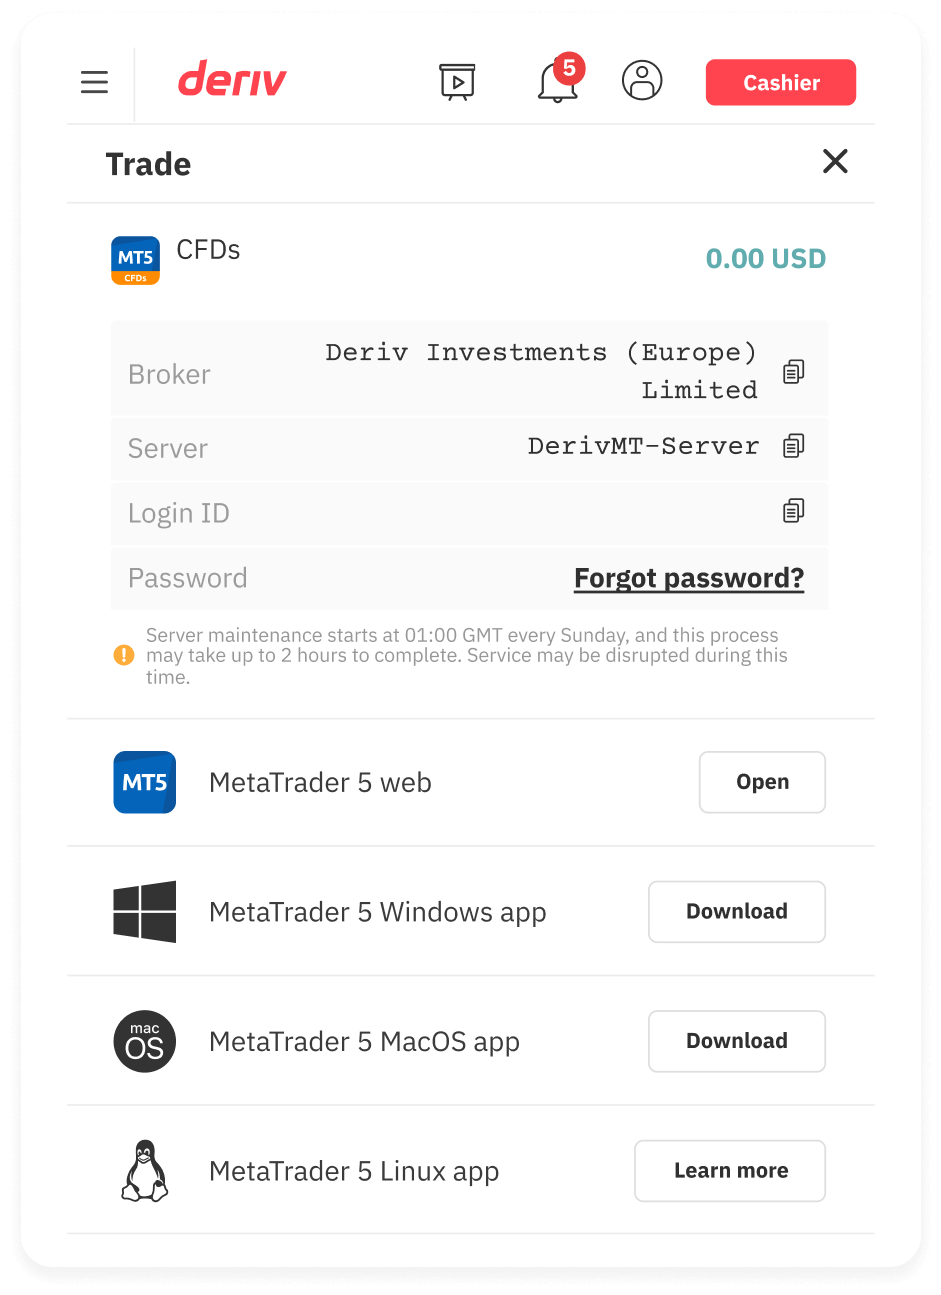 deriv
5
Cashier
Trade
MT5
CFDs
CFDs
0.00 USD
Broker
Deriv Investments (Europe)
Limited
Server
DerivMT-Server
Login ID
Password
Forgot password?
Server maintenance starts at 01:00 GMT every Sunday, and this process
may take up to 2 hours to complete. Service may be disrupted during this
time.
MT5
MetaTrader 5 web
Open
MetaTrader 5 Windows app
Download
mac
OS
MetaTrader 5 MacOS app
Download
MetaTrader 5 Linux app
Learn more